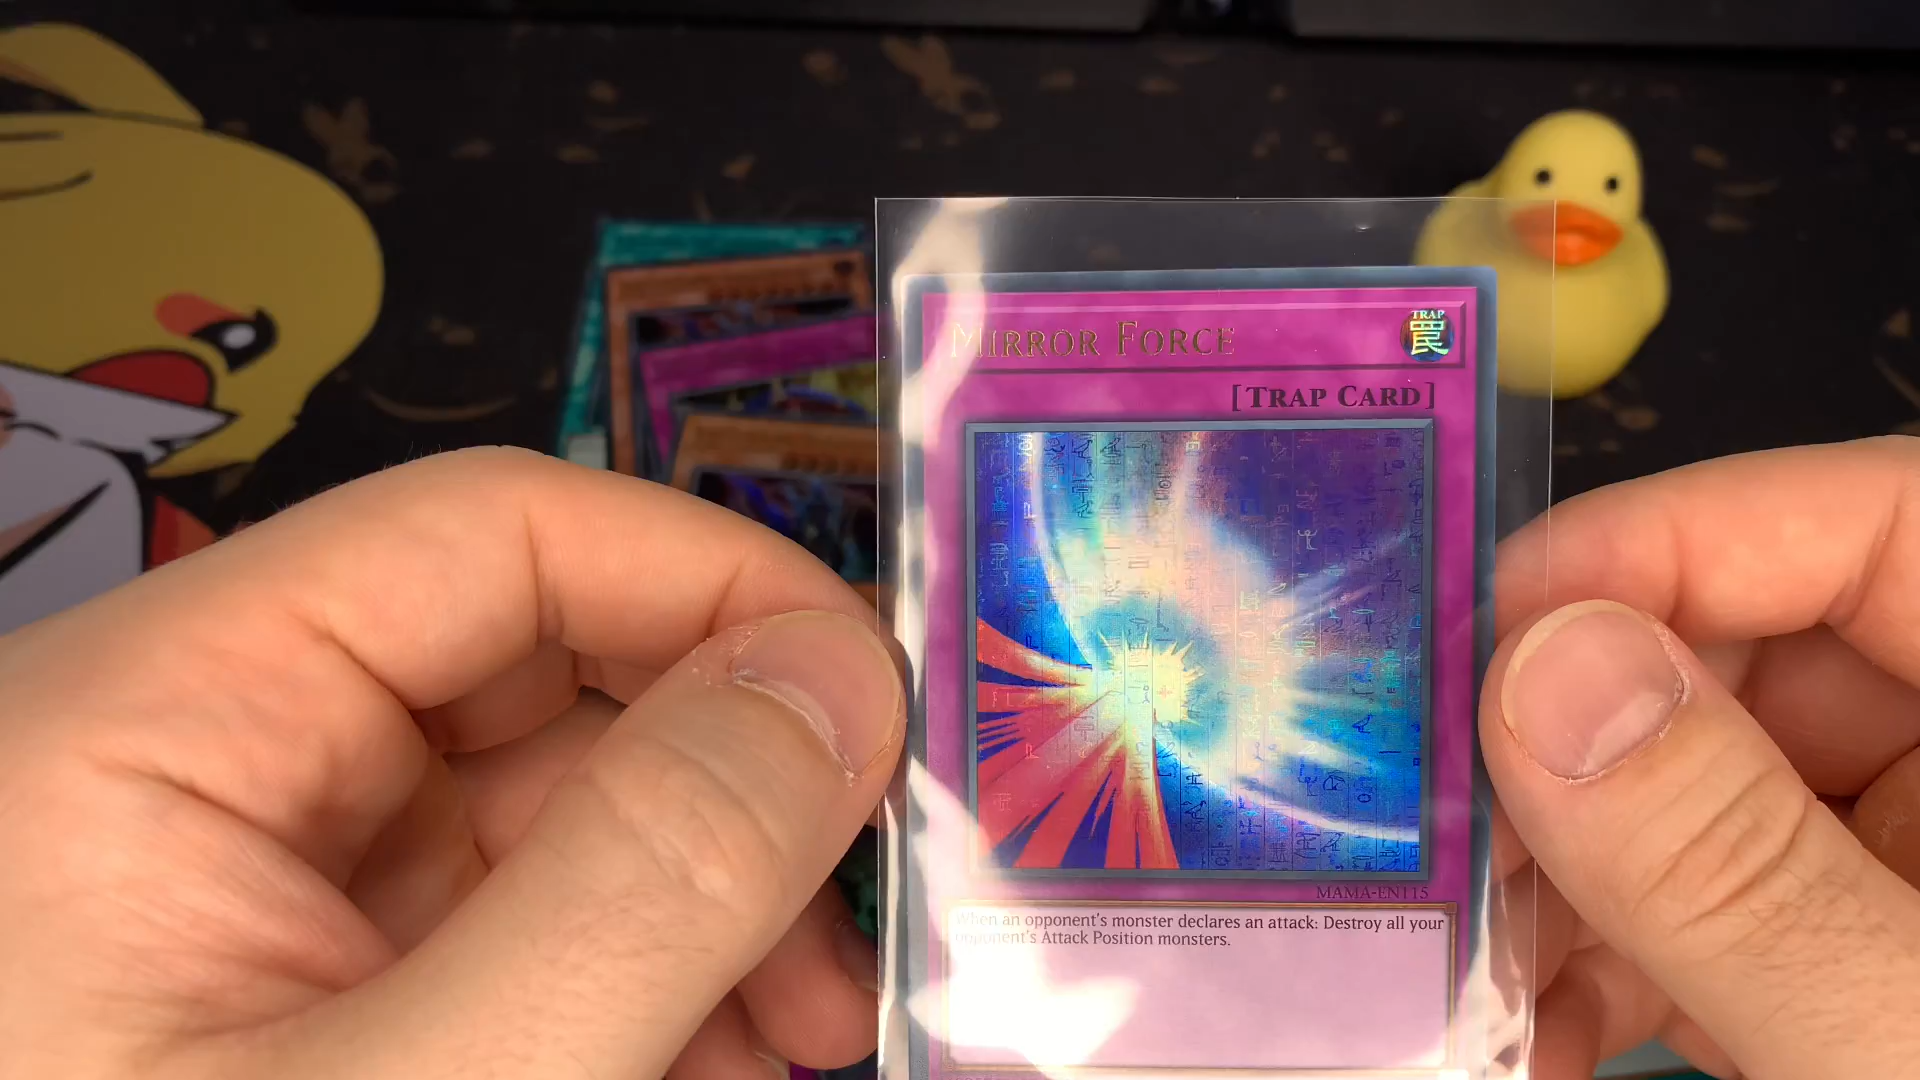 MIRROR FORCE
TRAP
罠
[TRAP CARD]
MAMA-EN115
When an opponent's monster declares an attack: Destroy all your
opponent's Attack Position monsters.